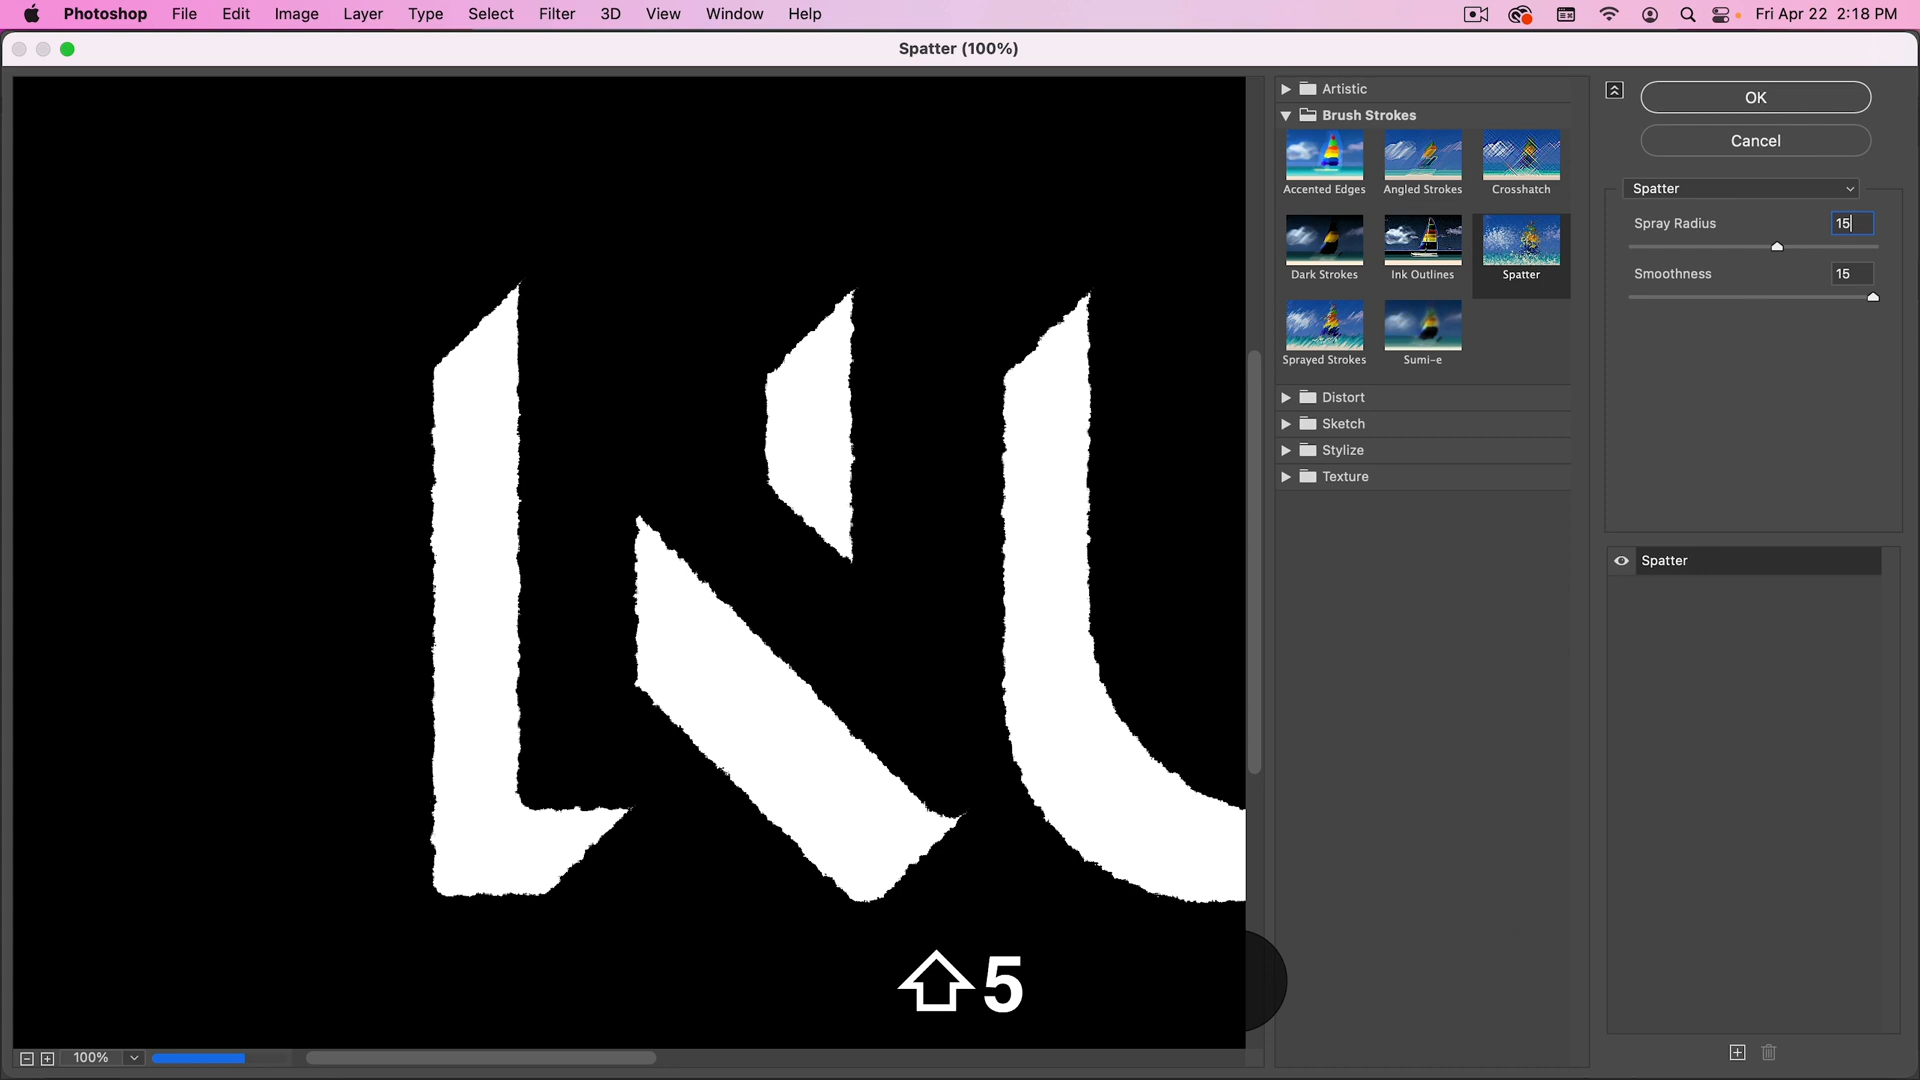 Photoshop File Edit Image Layer Type Select Filter 3D View Window Help Fri Apr 22 2:18 PM
Spatter (100%)
Artistic
Brush Strokes
Accented Edges Angled Strokes Crosshatch
Dark Strokes Ink Outlines Spatter
Sprayed Strokes Sumi-e
Distort
Sketch
Stylize
Texture
OK
Cancel
Spatter
Spray Radius 15
Smoothness 15
Spatter
5
100%